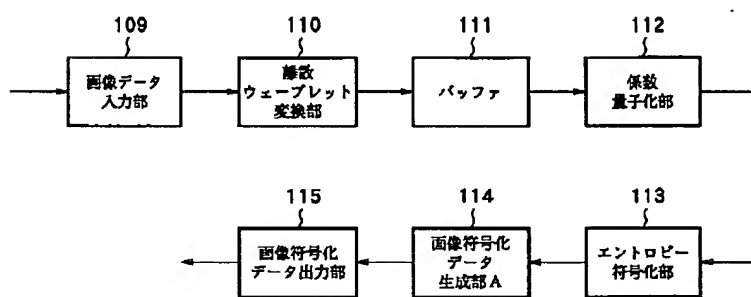 109
110
111
112
画像データ
入力部
離散
ウェーブレット
変換部
バッファ
係数
量子化部
115
114
113
画像符号化
データ出力部
画像符号化
データ
生成部A
エントロピー
符号化部